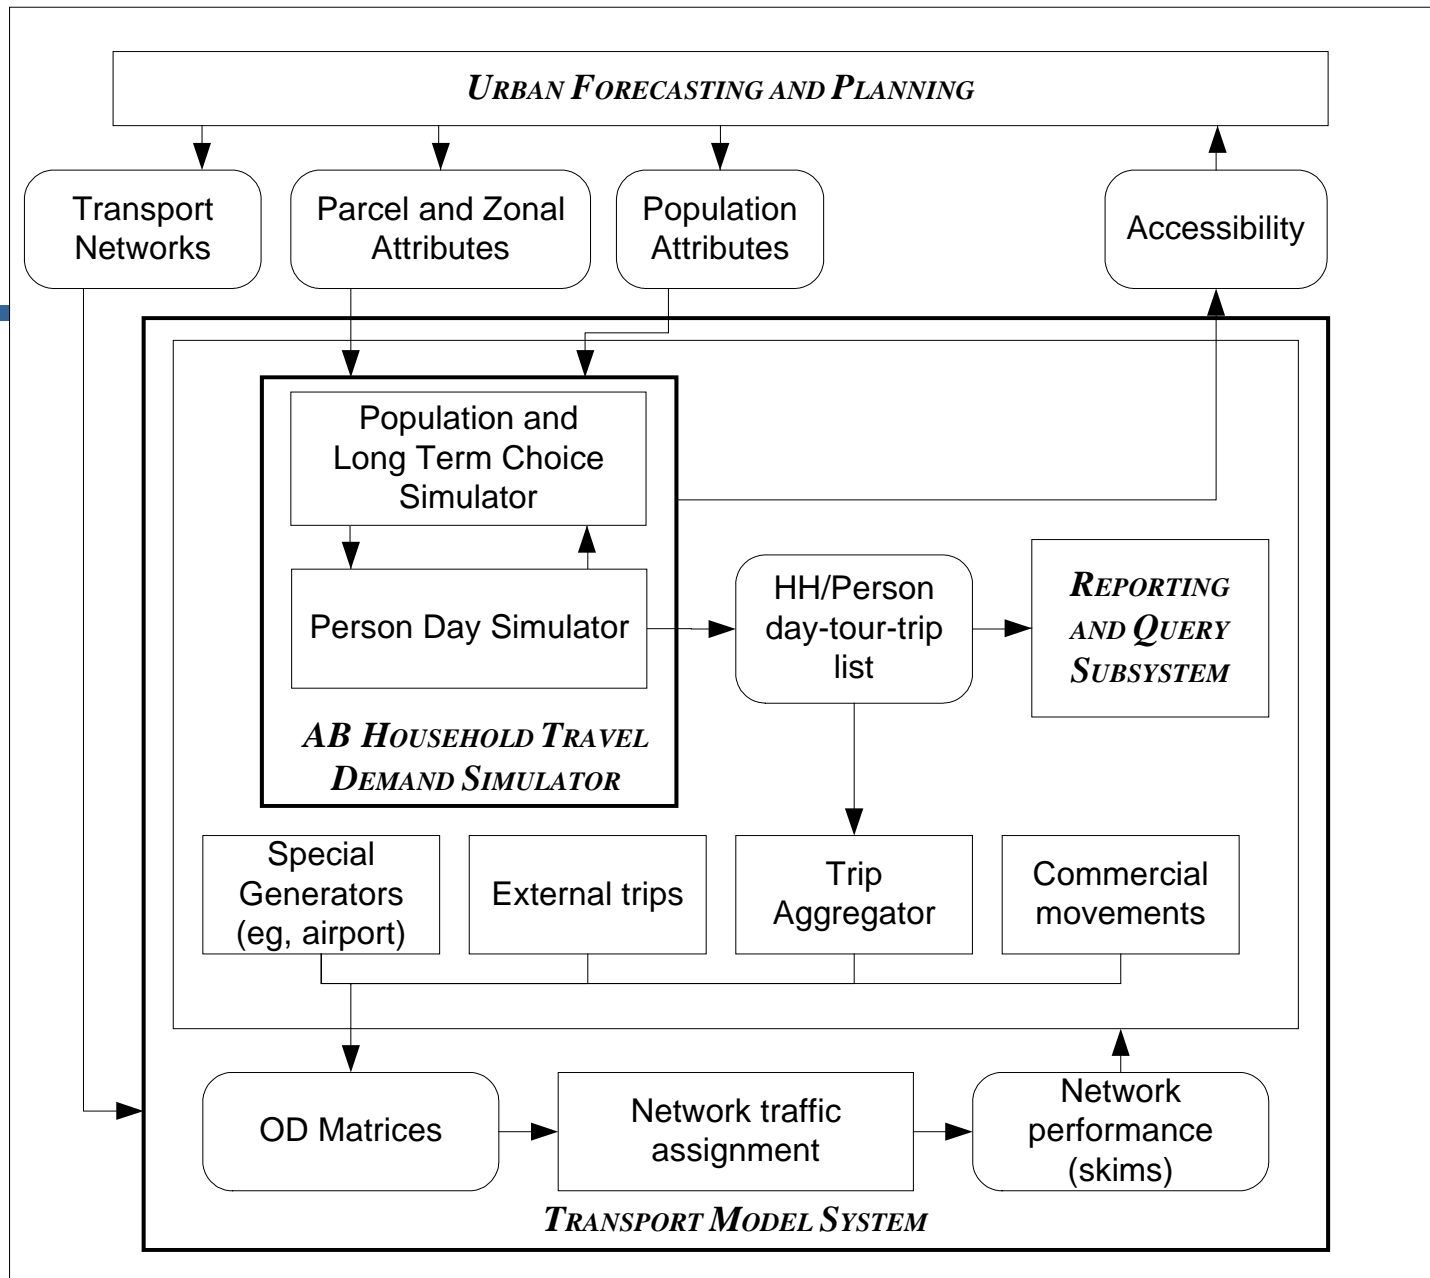 URBAN FORECASTING AND PLANNING
Transport
Networks
Parcel and Zonal
Attributes
Population
Attributes
Accessibility
Population and
Long Term Choice
Simulator
Person Day Simulator
AB HOUSEHOLD TRAVEL
DEMAND SIMULATOR
HH/Person
day-tour-trip
list
REPORTING
AND QUERY
SUBSYSTEM
Special
Generators
(eg, airport)
External trips
Trip
Aggregator
Commercial
movements
OD Matrices
Network traffic
assignment
Network
performance
(skims)
TRANSPORT MODEL SYSTEM